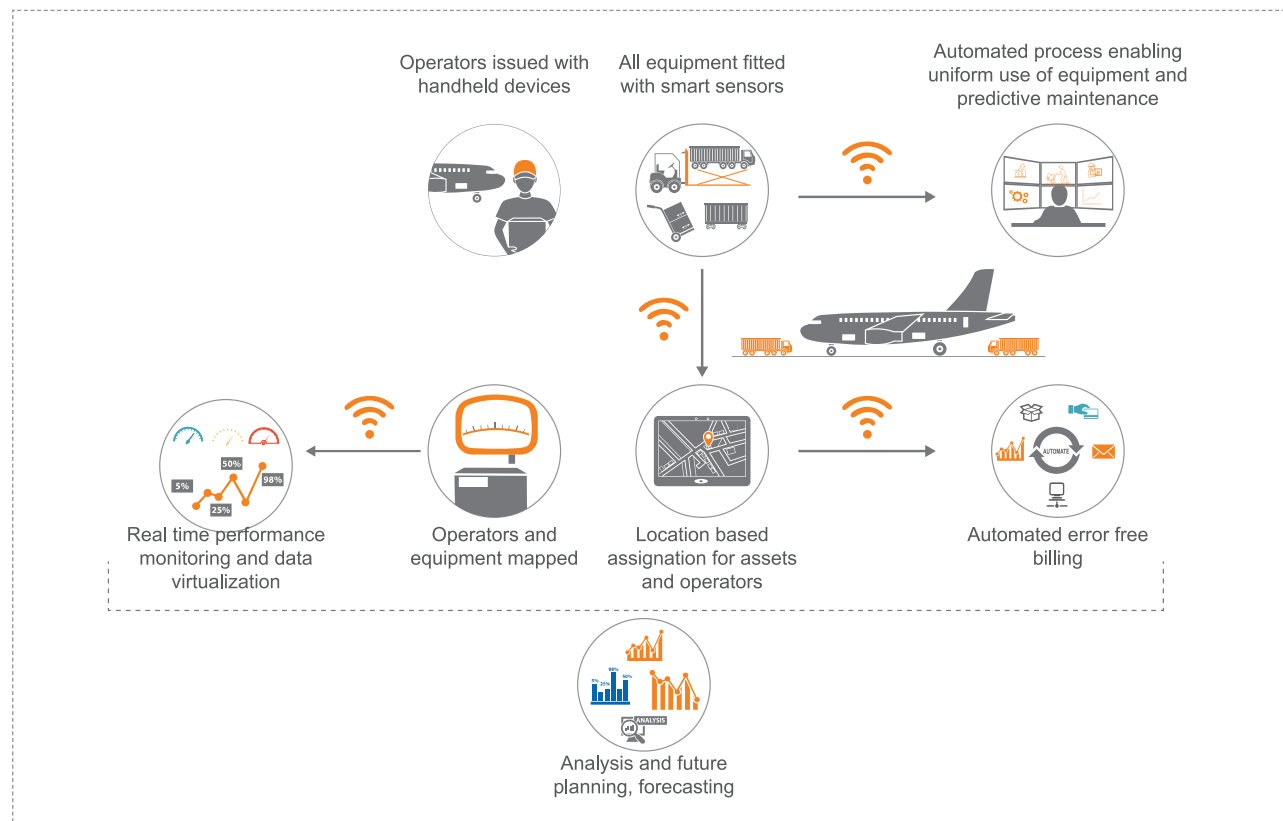 Operators issued with
handheld devices
All equipment fitted
with smart sensors
Automated process enabling
uniform use of equipment and
predictive maintenance
5%
25%
50%
98%
Real time performance
monitoring and data
virtualization
Operators and
equipment mapped
Location based
assignation for assets
and operators
AUTOMATE
Automated error free
billing
5%
25%
98%
50%
ANALYSIS
Analysis and future
planning, forecasting